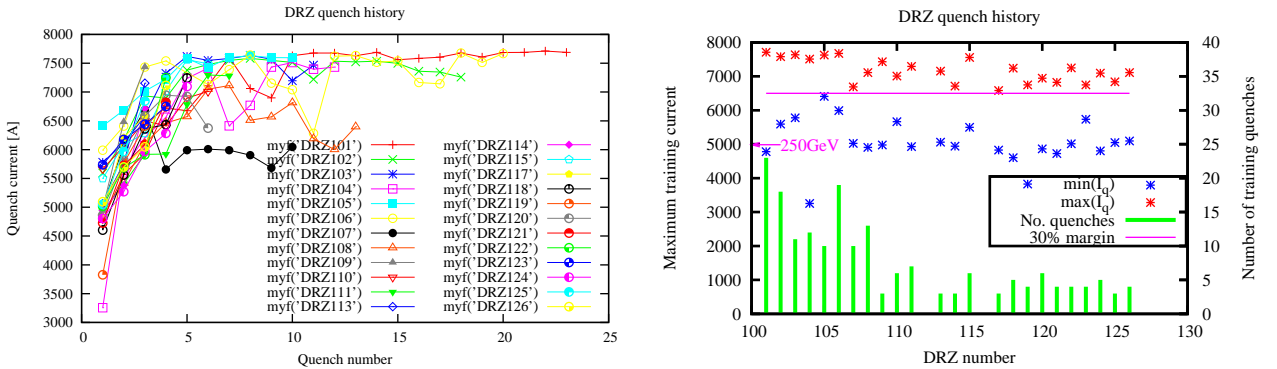 DRZ quench history
8000
7500
7000
6500
6000
5500
5000
4500
4000
3500
3000
0 5 10 15 20 25
Quench current [A]
Quench number
myf('DRZ101')
myf('DRZ102')
myf('DRZ103')
myf('DRZ104')
myf('DRZ105')
myf('DRZ106')
myf('DRZ107')
myf('DRZ108')
myf('DRZ109')
myf('DRZ110')
myf('DRZ111')
myf('DRZ113')
myf('DRZ114')
myf('DRZ115')
myf('DRZ117')
myf('DRZ118')
myf('DRZ119')
myf('DRZ120')
myf('DRZ121')
myf('DRZ122')
myf('DRZ123')
myf('DRZ124')
myf('DRZ125')
myf('DRZ126')
DRZ quench history
8000
7000
6000
5000
4000
3000
2000
1000
0
100 105 110 115 120 125 130
40
35
30
25
20
15
10
5
0
Maximum training current
Number of training quenches
DRZ number
250GeV
min(I_q)
max(I_q)
No. quenches
30% margin